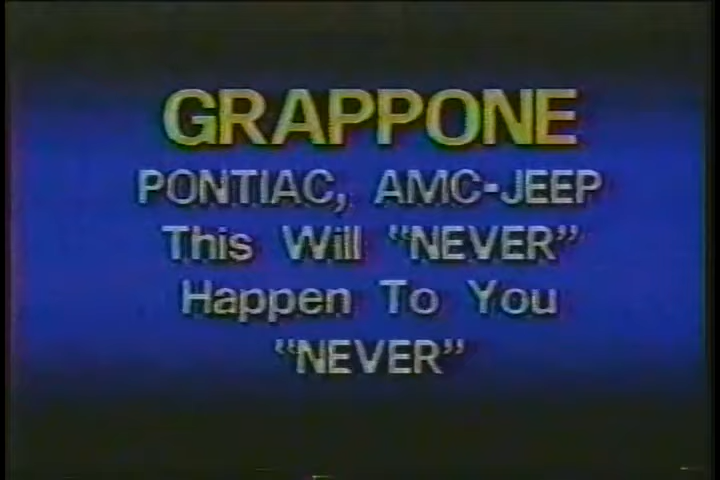 GRAPPONE
PONTIAC, AMC-JEEP
This Will “NEVER”
Happen To You
“NEVER”